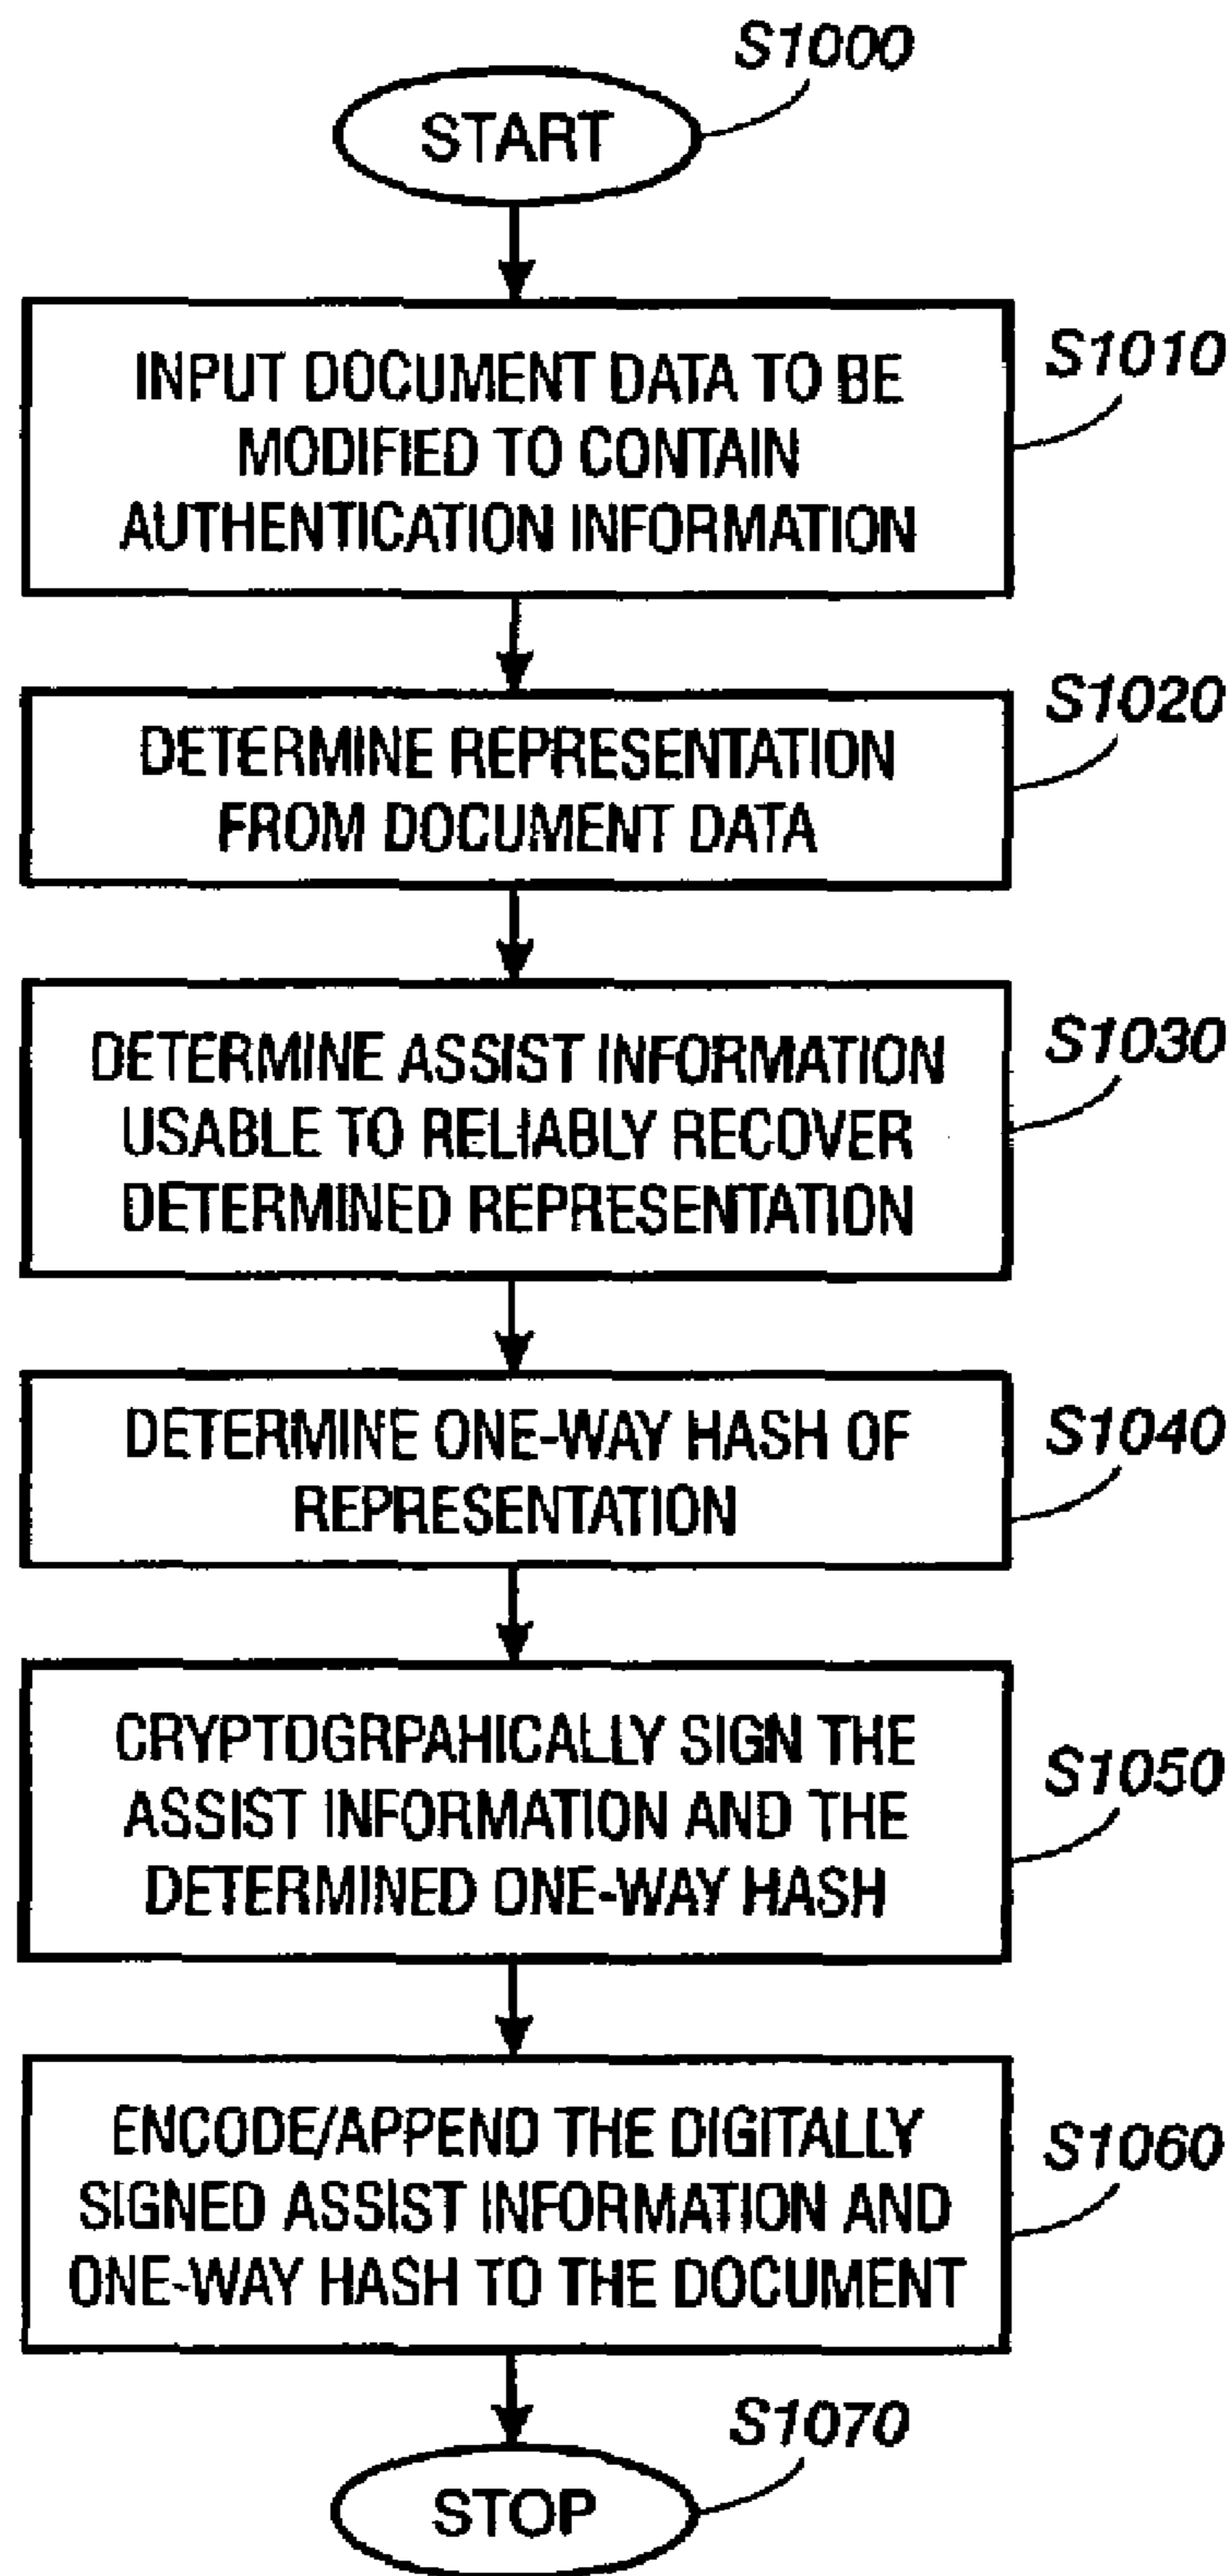 S1000
START
S1010
INPUT DOCUMENT DATA TO BE
MODIFIED TO CONTAIN
AUTHENTICATION INFORMATION
S1020
DETERMINE REPRESENTATION
FROM DOCUMENT DATA
S1030
DETERMINE ASSIST INFORMATION
USABLE TO RELIABLY RECOVER
DETERMINED REPRESENTATION
S1040
DETERMINE ONE-WAY HASH OF
REPRESENTATION
S1050
CRYPTOGRPAHICALLY SIGN THE
ASSIST INFORMATION AND THE
DETERMINED ONE-WAY HASH
S1060
ENCODE/APPEND THE DIGITALLY
SIGNED ASSIST INFORMATION AND
ONE-WAY HASH TO THE DOCUMENT
S1070
STOP